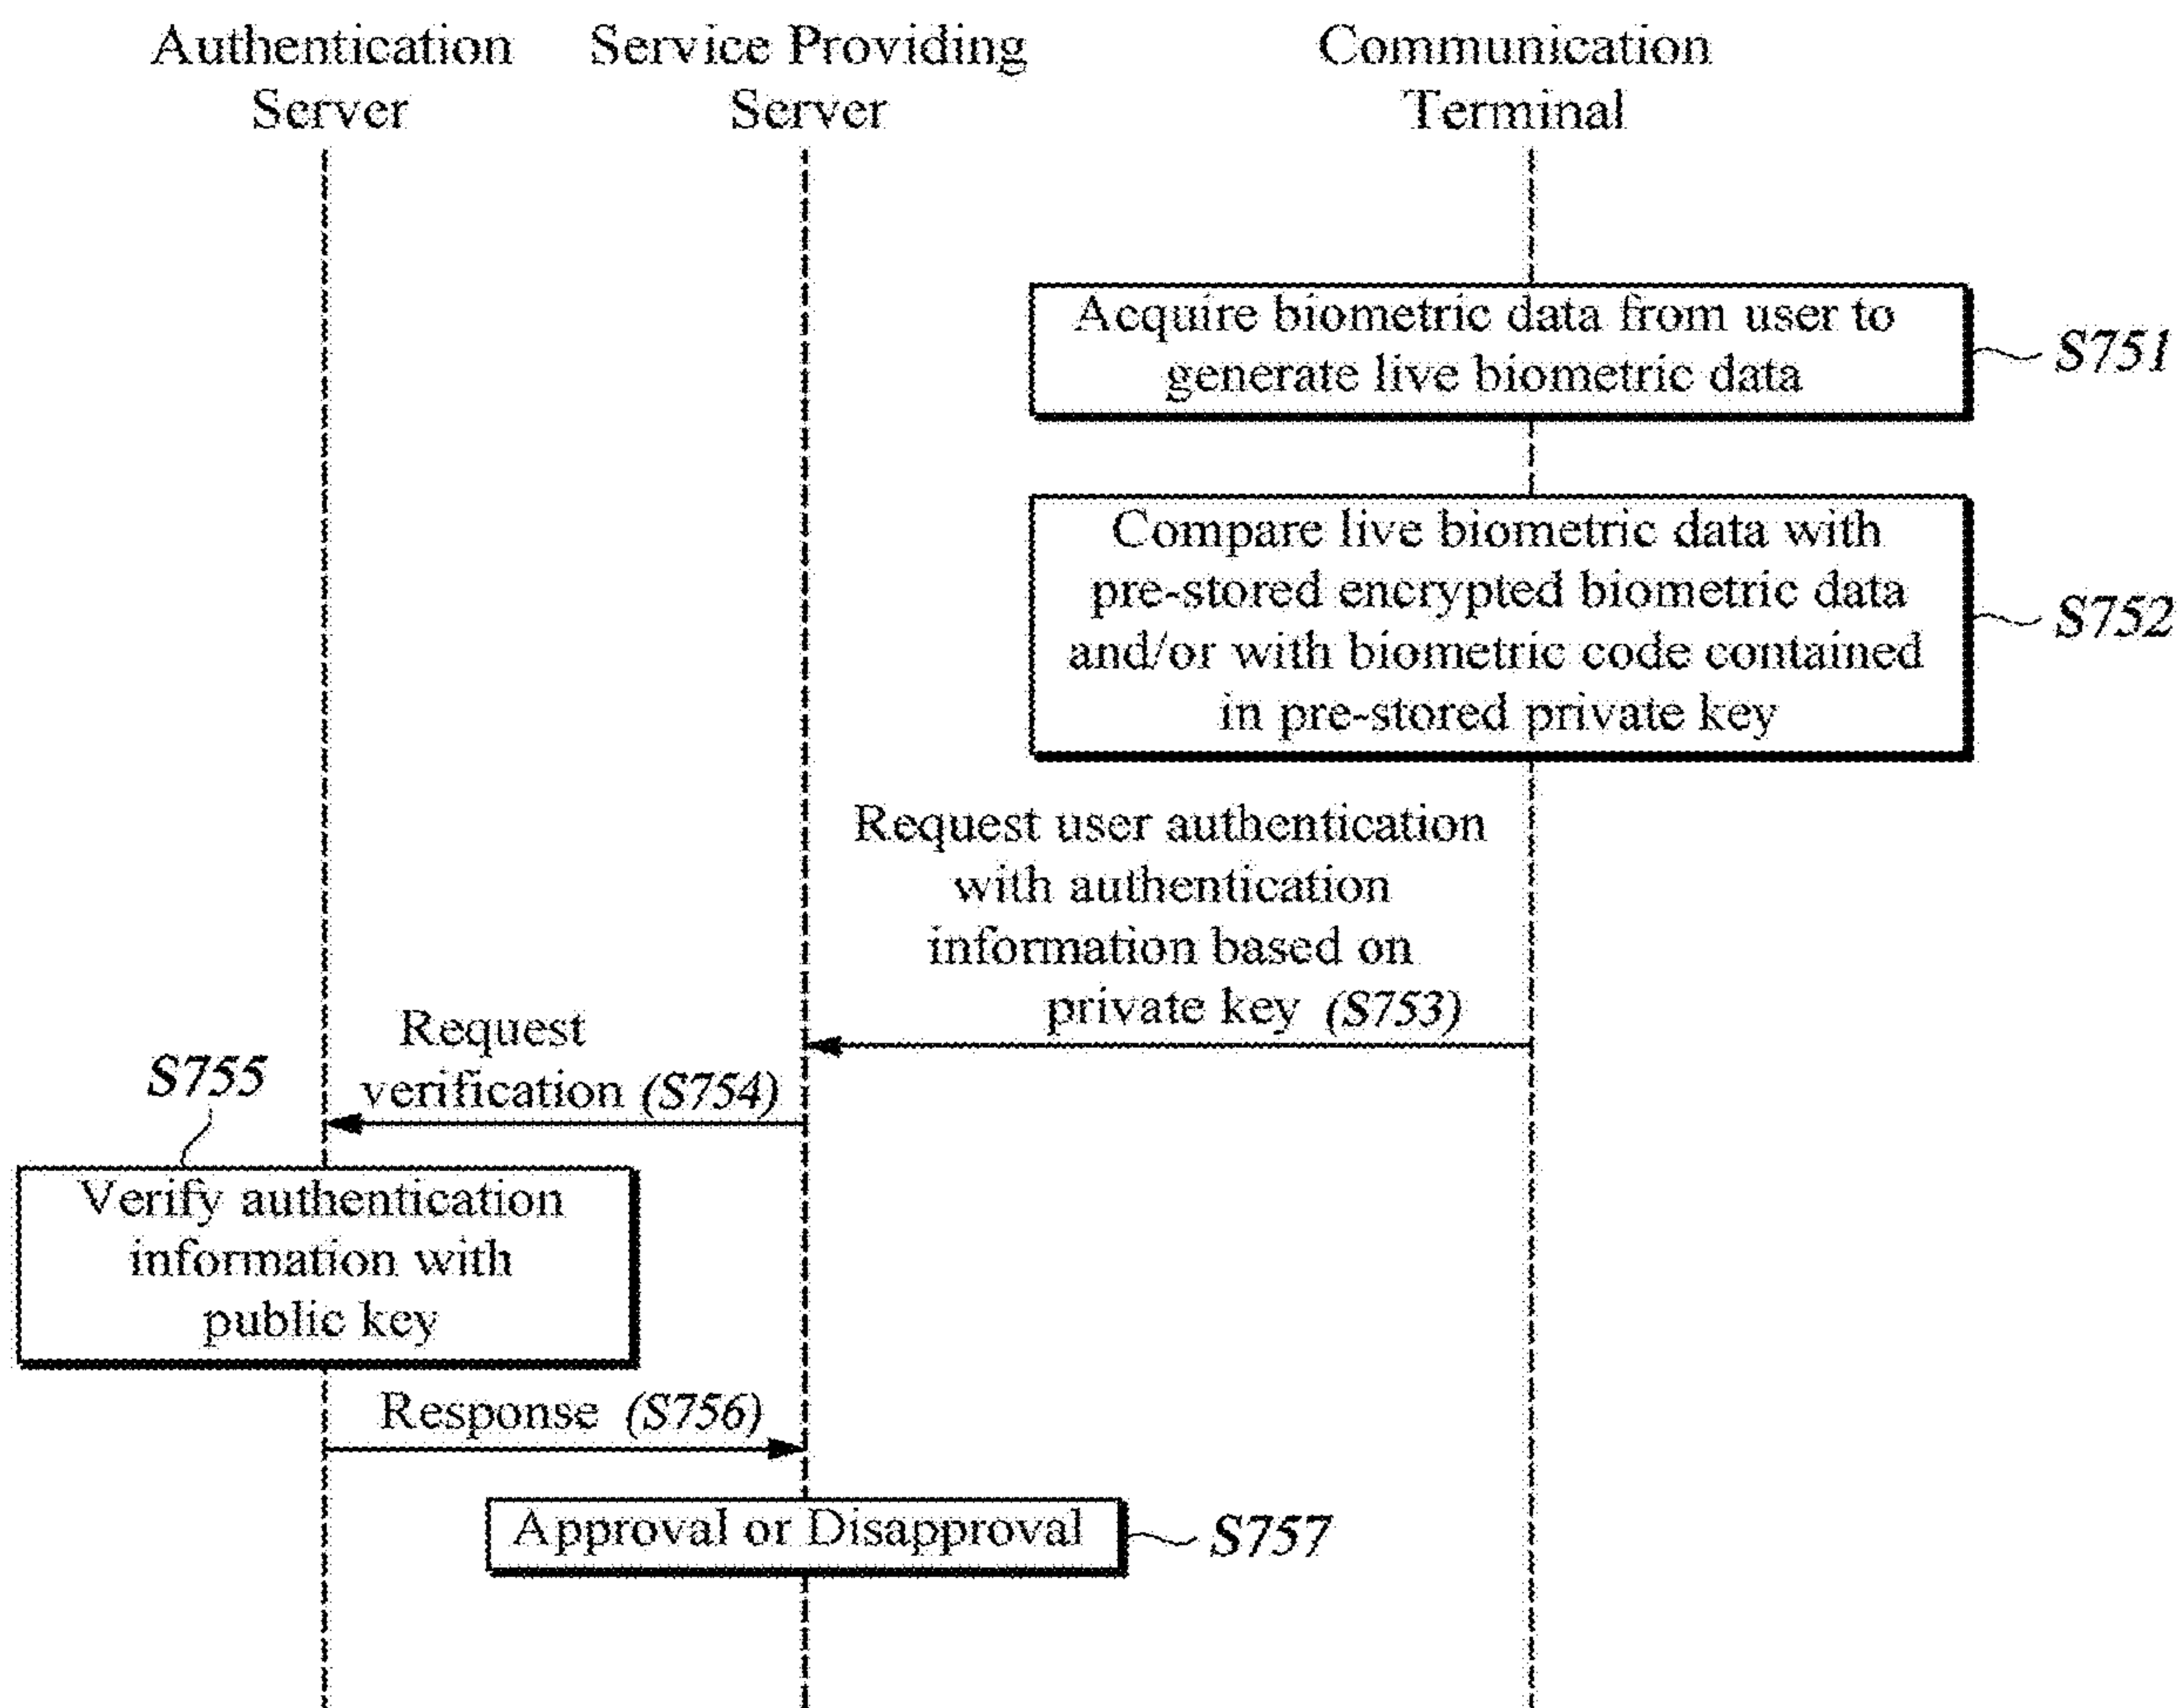 Authentication
Server
Service Providing
Server
Communication
Terminal
Acquire biometric data from user to
generate live biometric data
S751
Compare live biometric data with
pre-stored encrypted biometric data
and/or with biometric code contained
in pre-stored private key
S752
Request user authentication
with authentication
information based on
private key (S753)
Request
verification (S754)
S755
Verify authentication
information with
public key
Response (S756)
Approval or Disapproval
S757